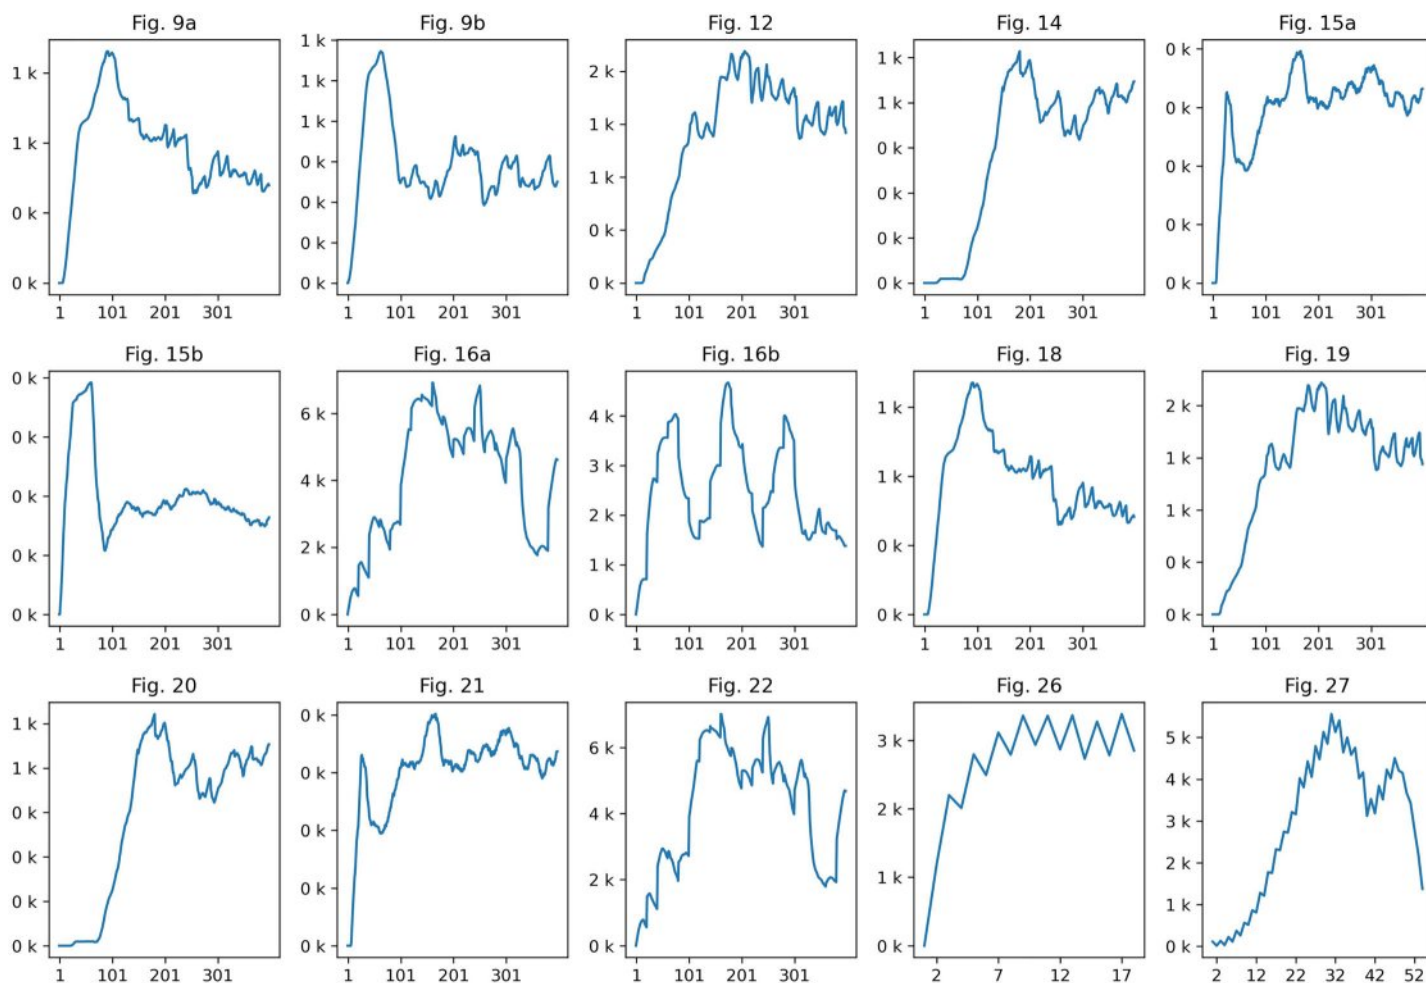 Fig. 9a Fig. 9b Fig. 12 Fig. 14 Fig. 15a
1 k 1 k 0 k 0 k
1 k 1 k 1 k 0 k 0 k 0 k 0 k
2 k 1 k 1 k 0 k 0 k
1 k 1 k 0 k 0 k 0 k 0 k
0 k 0 k 0 k 0 k 0 k
1 101 201 301 1 101 201 301 1 101 201 301 1 101 201 301 1 101 201 301
Fig. 15b Fig. 16a Fig. 16b Fig. 18 Fig. 19
0 k 0 k 0 k 0 k 0 k
6 k 4 k 2 k 0 k
4 k 3 k 2 k 1 k 0 k
1 k 1 k 0 k 0 k
2 k 1 k 1 k 0 k 0 k
1 101 201 301 1 101 201 301 1 101 201 301 1 101 201 301 1 101 201 301
Fig. 20 Fig. 21 Fig. 22 Fig. 26 Fig. 27
1 k 1 k 0 k 0 k 0 k 0 k
0 k 0 k 0 k 0 k 0 k
6 k 4 k 2 k 0 k
3 k 2 k 1 k 0 k
5 k 4 k 3 k 2 k 1 k 0 k
1 101 201 301 1 101 201 301 1 101 201 301 2 7 12 17 2 12 22 32 42 52